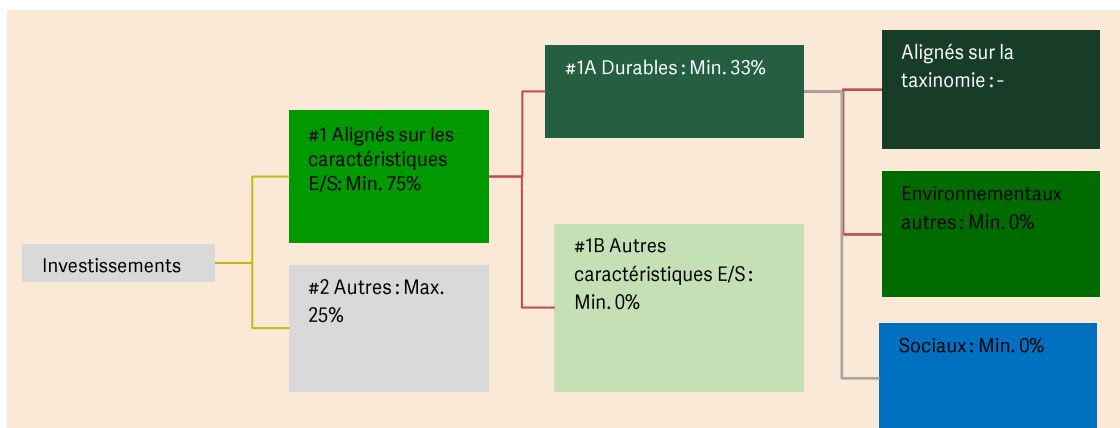 Investissements
#1 Alignés sur les
caractéristiques
E/S: Min. 75%
#2 Autres : Max.
25%
#1A Durables : Min. 33%
#1B Autres
caractéristiques E/S :
Min. 0%
Alignés sur la
taxinomie : -
Environnementaux
autres : Min. 0%
Sociaux : Min. 0%